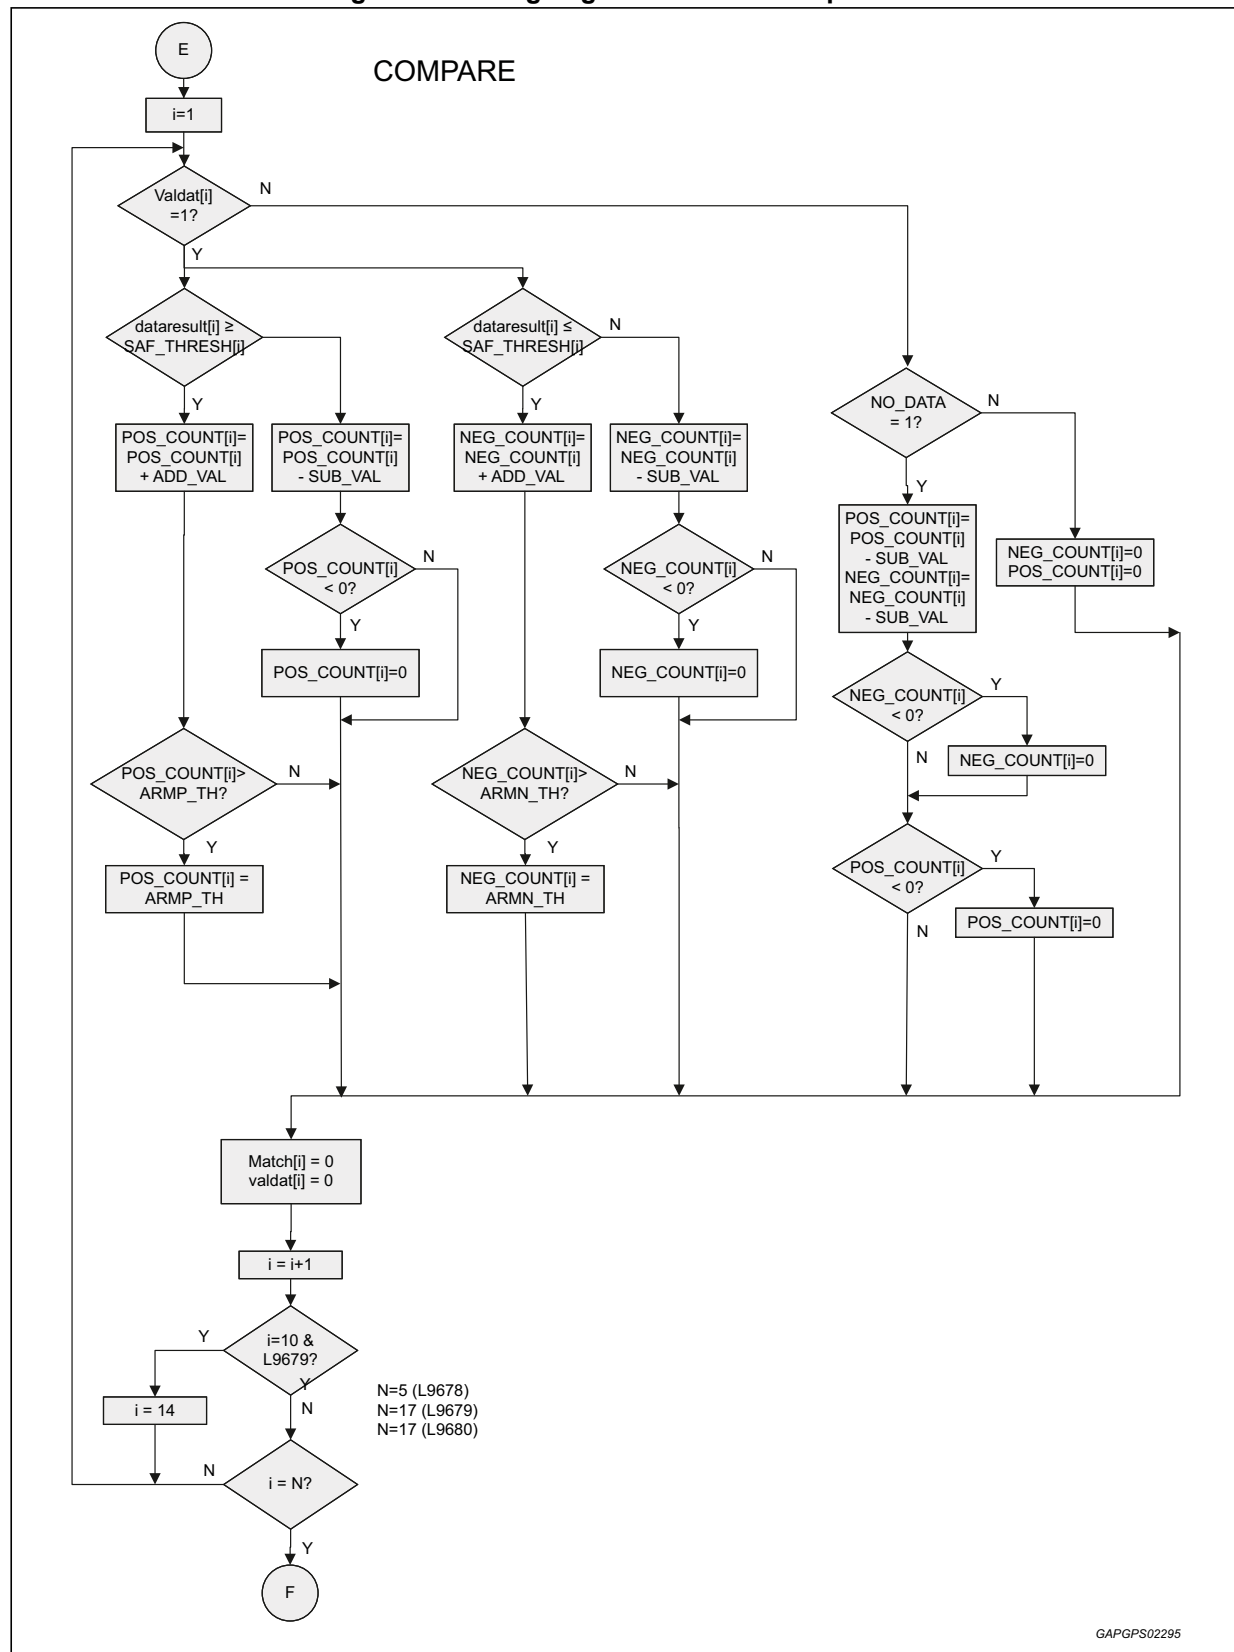 E
COMPARE
i=1
Valdat[i]
=1?
N
Y
dataresult[i] ≥
SAF_THRESH[i]
dataresult[i] ≤
SAF_THRESH[i]
N
Y
Y
NO_DATA
= 1?
N
Y
POS_COUNT[i]=
POS_COUNT[i]
+ ADD_VAL
POS_COUNT[i]=
POS_COUNT[i]
- SUB_VAL
NEG_COUNT[i]=
NEG_COUNT[i]
+ ADD_VAL
NEG_COUNT[i]=
NEG_COUNT[i]
- SUB_VAL
POS_COUNT[i]=
POS_COUNT[i]
- SUB_VAL
NEG_COUNT[i]=
NEG_COUNT[i]
- SUB_VAL
NEG_COUNT[i]=0
POS_COUNT[i]=0
POS_COUNT[i]
< 0?
N
Y
NEG_COUNT[i]
< 0?
N
Y
POS_COUNT[i]=0
NEG_COUNT[i]=0
NEG_COUNT[i]
< 0?
Y
N
NEG_COUNT[i]=0
POS_COUNT[i]>
ARMP_TH?
N
Y
NEG_COUNT[i]>
ARMN_TH?
N
Y
POS_COUNT[i] =
ARMP_TH
NEG_COUNT[i] =
ARMN_TH
POS_COUNT[i]
< 0?
Y
N
POS_COUNT[i]=0
Match[i] = 0
valdat[i] = 0
i = i+1
i=10 &
L9679?
Y
Y
N
i = 14
N=5 (L9678)
N=17 (L9679)
N=17 (L9680)
i = N?
N
Y
F
GAPGPS02295